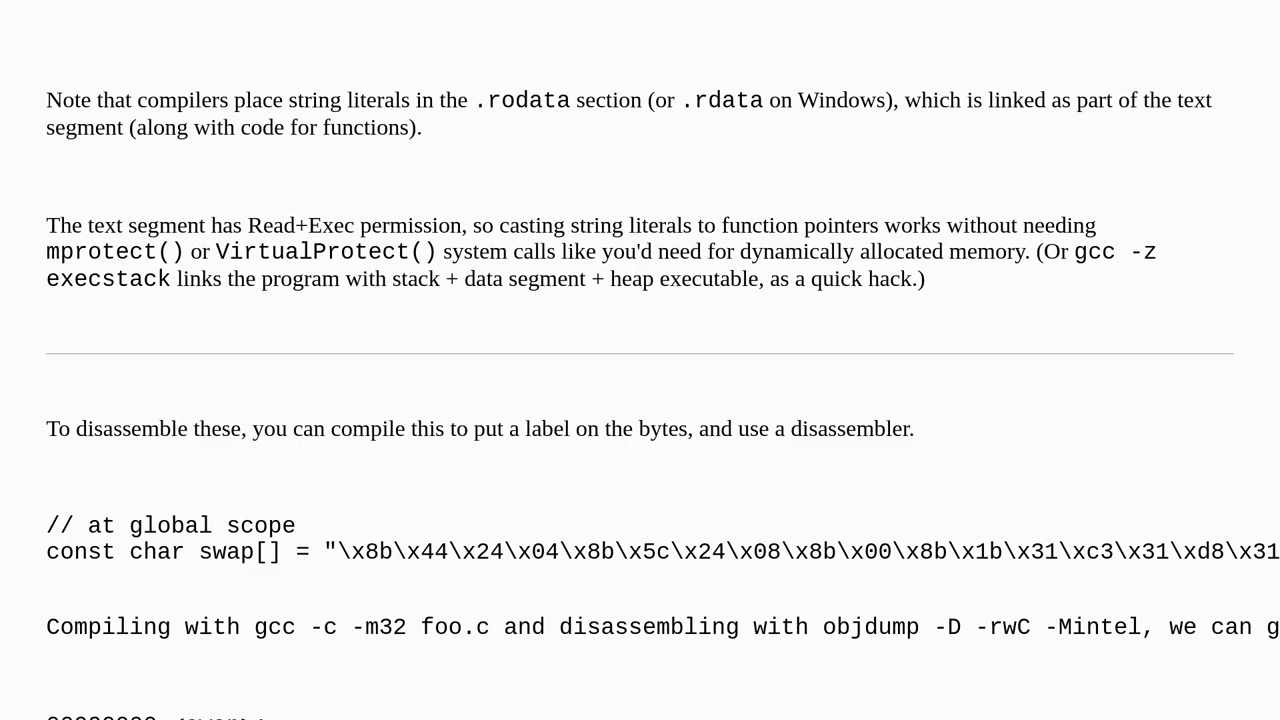 Note that compilers place string literals in the .rodata section (or .rdata on Windows), which is linked as part of the text
segment (along with code for functions).
The text segment has Read+Exec permission, so casting string literals to function pointers works without needing
mprotect() or VirtualProtect() system calls like you'd need for dynamically allocated memory. (Or gcc -z
execstack links the program with stack + data segment + heap executable, as a quick hack.)
To disassemble these, you can compile this to put a label on the bytes, and use a disassembler.
// at global scope
const char swap[] = "\x8b\x44\x24\x04\x8b\x5c\x24\x08\x8b\x00\x8b\x1b\x31\xc3\x31\xd8\x31
Compiling with gcc -c -m32 foo.c and disassembling with objdump -D -rwC -Mintel, we can g